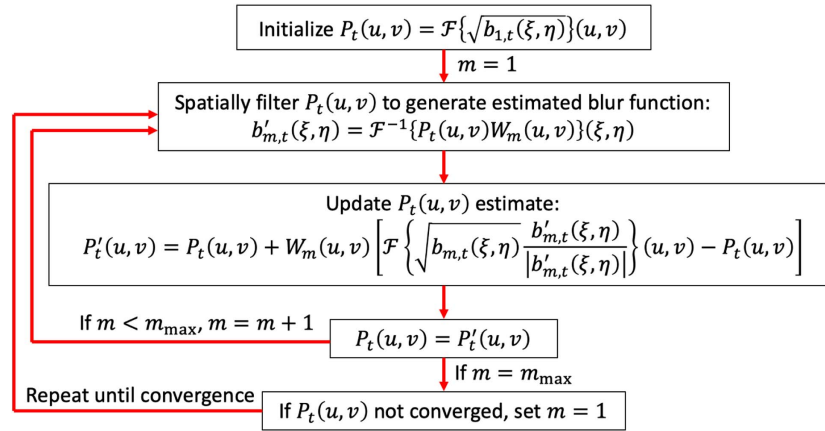 Initialize P_t(u, v) = ℱ{√(b_{1,t}(ξ, η))}(u, v)
m = 1
Spatially filter P_t(u, v) to generate estimated blur function:
b′_{m,t}(ξ, η) = ℱ⁻¹{P_t(u, v)W_m(u, v)}(ξ, η)
Update P_t(u, v) estimate:
P′_t(u, v) = P_t(u, v) + W_m(u, v) [ℱ {√(b_{m,t}(ξ, η)) b′_{m,t}(ξ, η) / |b′_{m,t}(ξ, η)|} (u, v) − P_t(u, v)]
If m < m_max, m = m + 1
P_t(u, v) = P′_t(u, v)
If m = m_max
Repeat until convergence
If P_t(u, v) not converged, set m = 1